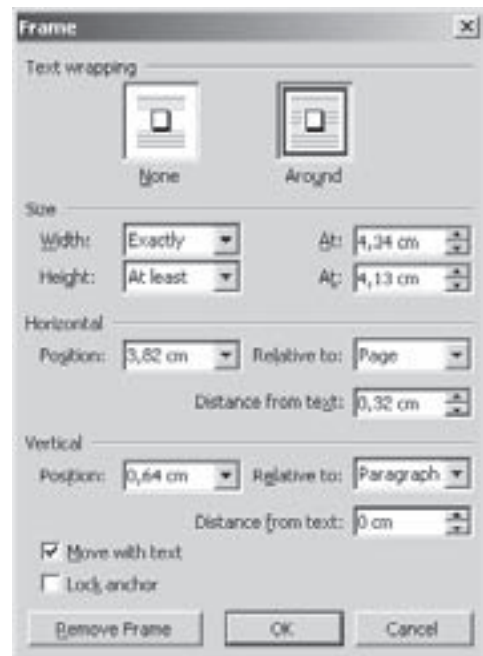 Frame
Text wrapping
None Around
Size
Width: Exactly At: 4,34 cm
Height: At least At: 4,13 cm
Horizontal
Position: 3,82 cm Relative to: Page
Distance from text: 0,32 cm
Vertical
Position: 0,64 cm Relative to: Paragraph
Distance from text: 0 cm
Move with text
Lock anchor
Remove Frame OK Cancel